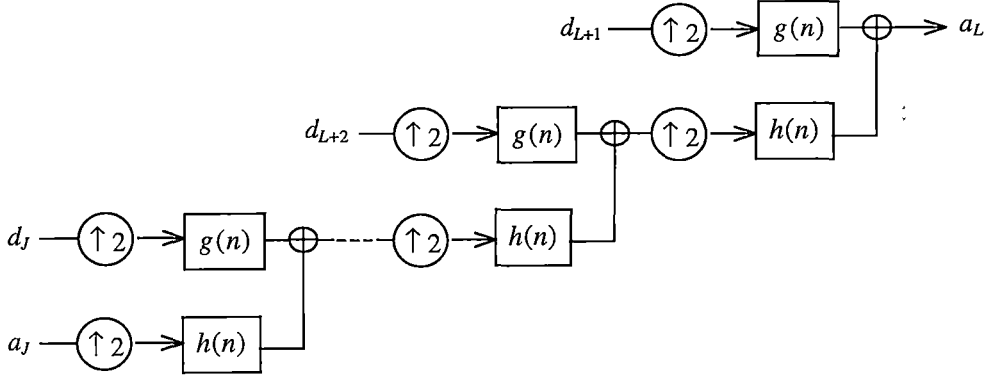 d_{L+1} ↑ 2 g(n) a_L
d_{L+2} ↑ 2 g(n) ↑ 2 h(n)
d_J ↑ 2 g(n) ↑ 2 h(n)
a_J ↑ 2 h(n)